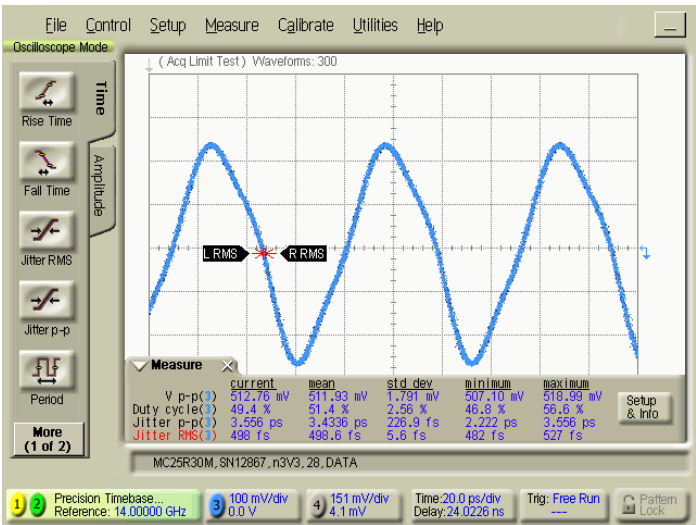 File Control Setup Measure Calibrate Utilities Help
Oscilloscope Mode
( Acq Limit Test ) Waveforms: 300
Time
Amplitude
Rise Time
Fall Time
Jitter RMS
Jitter p-p
Period
More
(1 of 2)
L RMS R RMS
Measure
current mean std dev minimum maximum
V p-p(3) 512.76 mV 511.93 mV 1.791 mV 507.10 mV 518.99 mV
Duty cycle(3) 49.4 % 51.4 % 2.56 % 46.8 % 56.6 %
Jitter p-p(3) 3.556 ps 3.4336 ps 226.9 fs 2.222 ps 3.556 ps
Jitter RMS(3) 498 fs 498.6 fs 5.6 fs 482 fs 527 fs
Setup
& Info
MC25R30M, SN12867, n3V3, 28, DATA
1 2 Precision Timebase...
Reference: 14.00000 GHz
3 100 mV/div
0.0 V
4 151 mV/div
4.1 mV
Time:20.0 ps/div
Delay:24.0226 ns
Trig: Free Run
---
Pattern
Lock